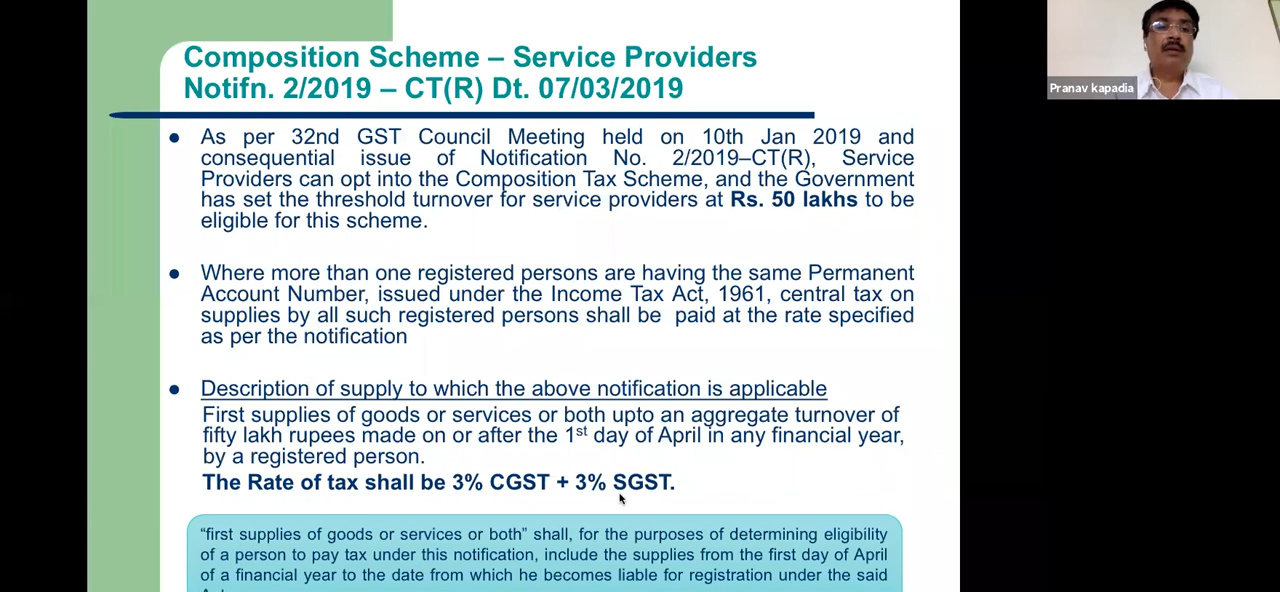 Composition Scheme – Service Providers
Notifn. 2/2019 – CT(R) Dt. 07/03/2019
Pranav kapadia
● As per 32nd GST Council Meeting held on 10th Jan 2019 and
consequential issue of Notification No. 2/2019–CT(R), Service
Providers can opt into the Composition Tax Scheme, and the Government
has set the threshold turnover for service providers at Rs. 50 lakhs to be
eligible for this scheme.
● Where more than one registered persons are having the same Permanent
Account Number, issued under the Income Tax Act, 1961, central tax on
supplies by all such registered persons shall be paid at the rate specified
as per the notification
● Description of supply to which the above notification is applicable
First supplies of goods or services or both upto an aggregate turnover of
fifty lakh rupees made on or after the 1st day of April in any financial year,
by a registered person.
The Rate of tax shall be 3% CGST + 3% SGST.
“first supplies of goods or services or both” shall, for the purposes of determining eligibility
of a person to pay tax under this notification, include the supplies from the first day of April
of a financial year to the date from which he becomes liable for registration under the said